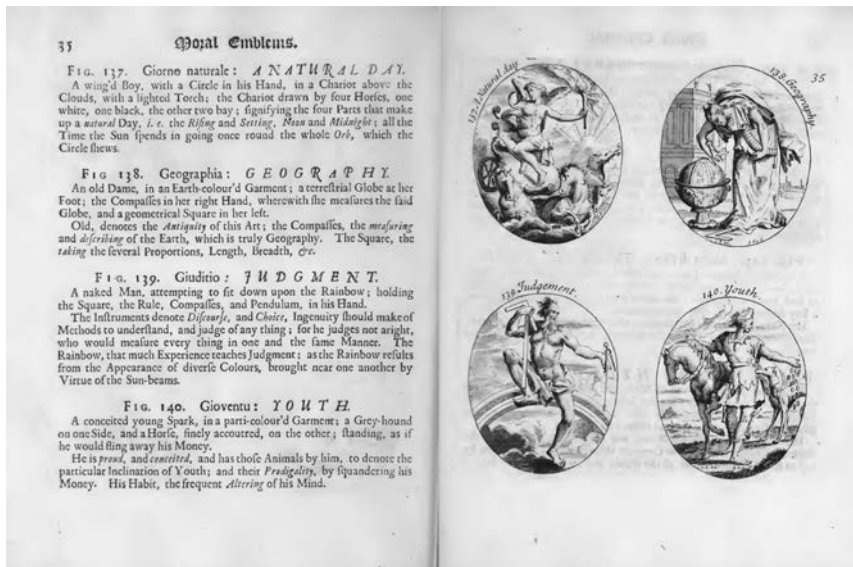 35 Moral Emblems.
FIG. 137. Giorno naturale: A NATURAL DAY.
A wing'd Boy, with a Circle in his Hand, in a Chariot above the
Clouds, with a lighted Torch; the Chariot drawn by four Horſes, one
white, one black, the other two bay; ſignifying the four Parts that make
up a natural Day, i. e. the Riſing and Setting, Noon and Midnight; all the
Time the Sun ſpends in going once round the whole Orb, which the
Circle ſhews.
FIG 138. Geographia: GEOGRAPHY.
An old Dame, in an Earth-colour'd Garment; a terreſtrial Globe at her
Foot; the Compaſſes in her right Hand, wherewith ſhe meaſures the ſaid
Globe, and a geometrical Square in her left.
Old, denotes the Antiquity of this Art; the Compaſſes, the meaſuring
and deſcribing of the Earth, which is truly Geography. The Square, the
taking the ſeveral Proportions, Length, Breadth, &c.
FIG. 139. Giuditio: JUDGMENT.
A naked Man, attempting to ſit down upon the Rainbow; holding
the Square, the Rule, Compaſſes, and Pendulum, in his Hand.
The Inſtruments denote Diſcourſe, and Choice, Ingenuity ſhould make of
Methods to underſtand, and judge of any thing; for he judges not aright,
who would meaſure every thing in one and the ſame Manner. The
Rainbow, that much Experience teaches Judgment; as the Rainbow reſults
from the Appearance of diverſe Colours, brought near one another by
Virtue of the Sun-beams.
FIG. 140. Gioventu: YOUTH.
A conceited young Spark, in a parti-colour'd Garment; a Grey-hound
on one Side, and a Horſe, finely accoutred, on the other; ſtanding, as if
he would fling away his Money.
He is proud, and conceited, and has thoſe Animals by him, to denote the
particular Inclination of Youth; and their Prodigality, by ſquandering his
Money. His Habit, the frequent Altering of his Mind.
35
137. A Natural day
138 Geography.
139 Judgement.
140. Youth.